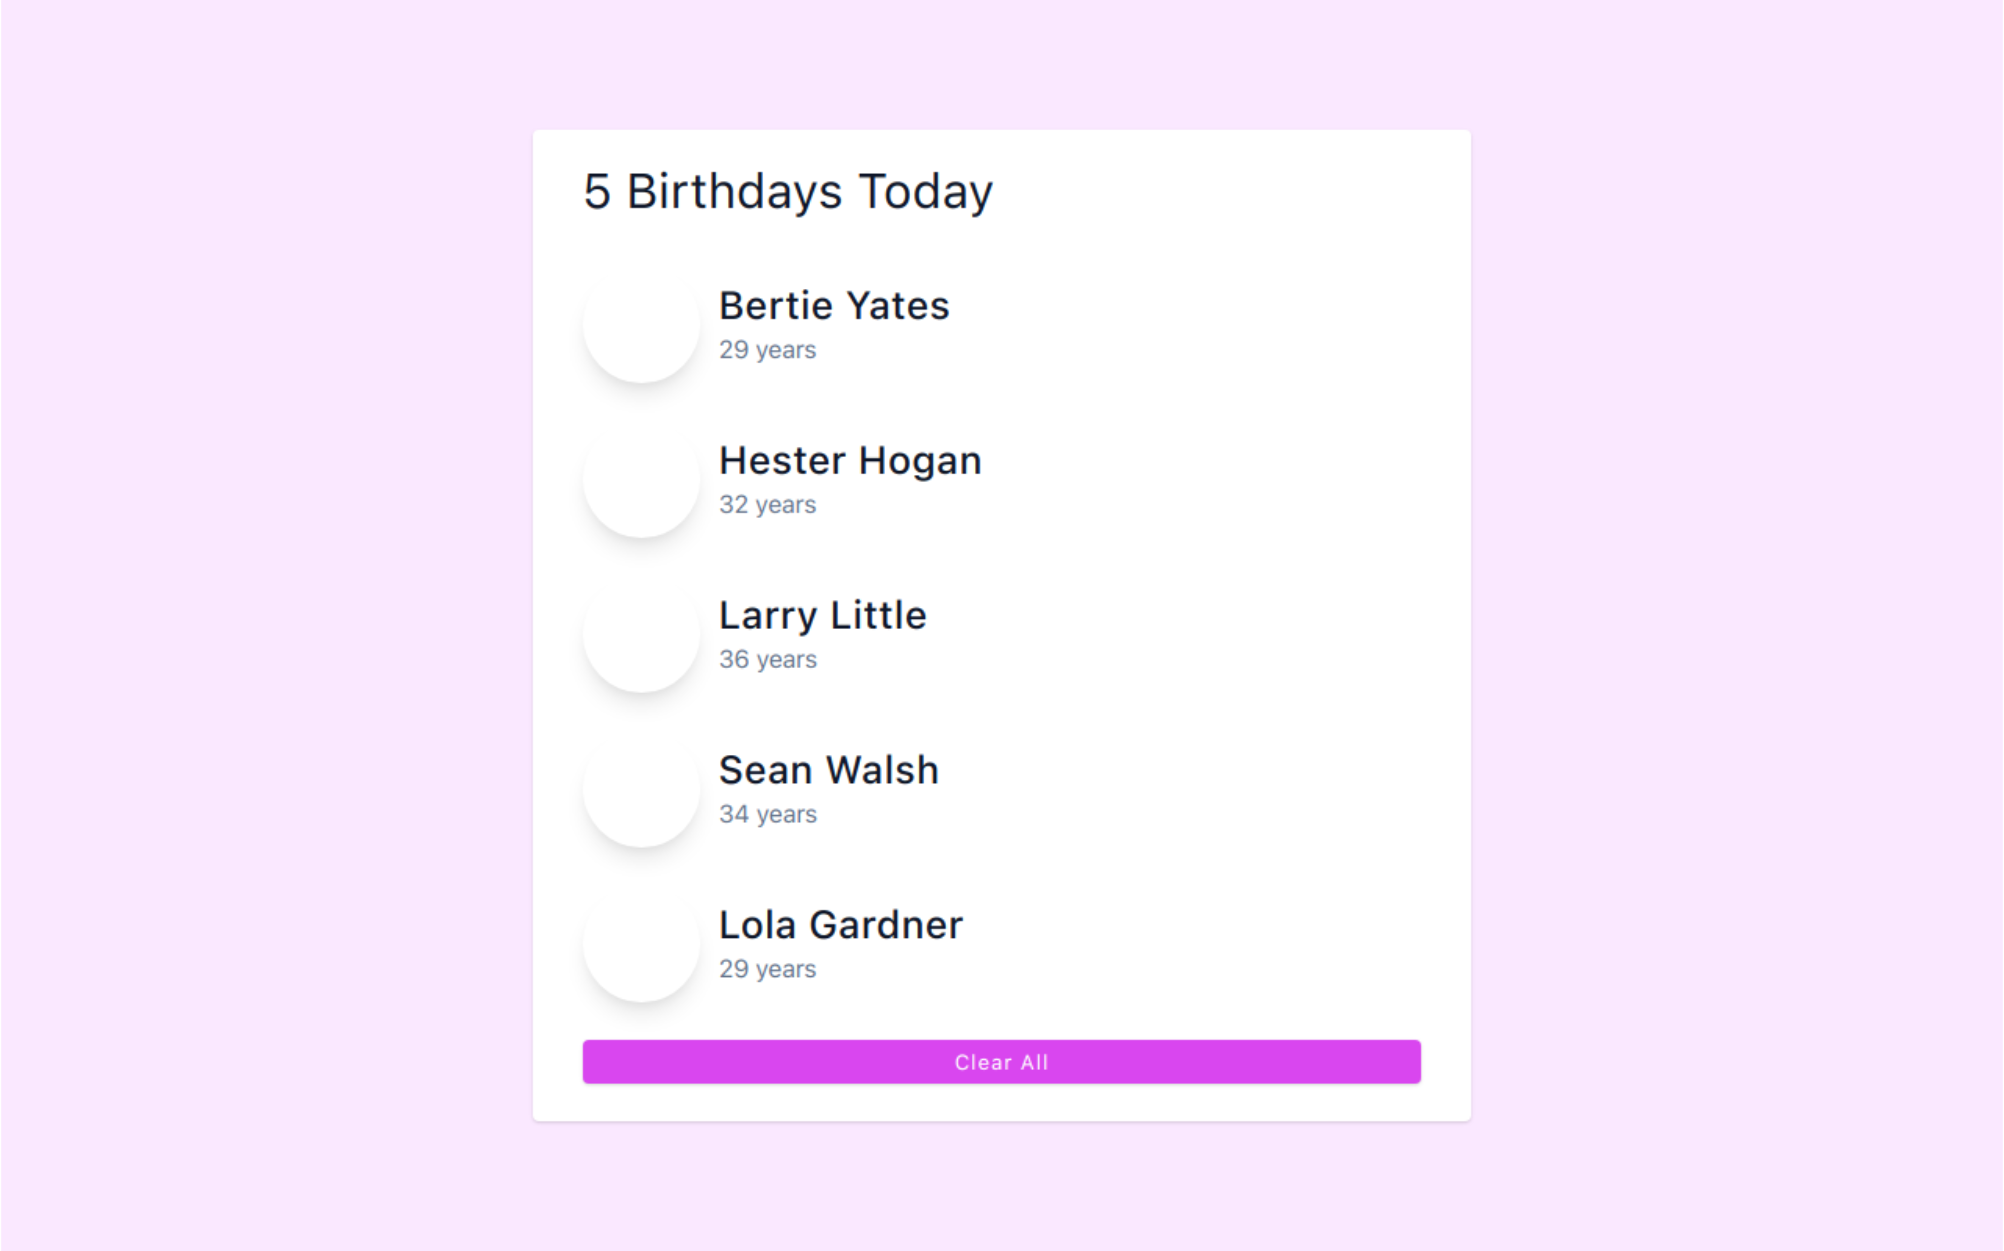 5 Birthdays Today
Bertie Yates
29 years
Hester Hogan
32 years
Larry Little
36 years
Sean Walsh
34 years
Lola Gardner
29 years
Clear All